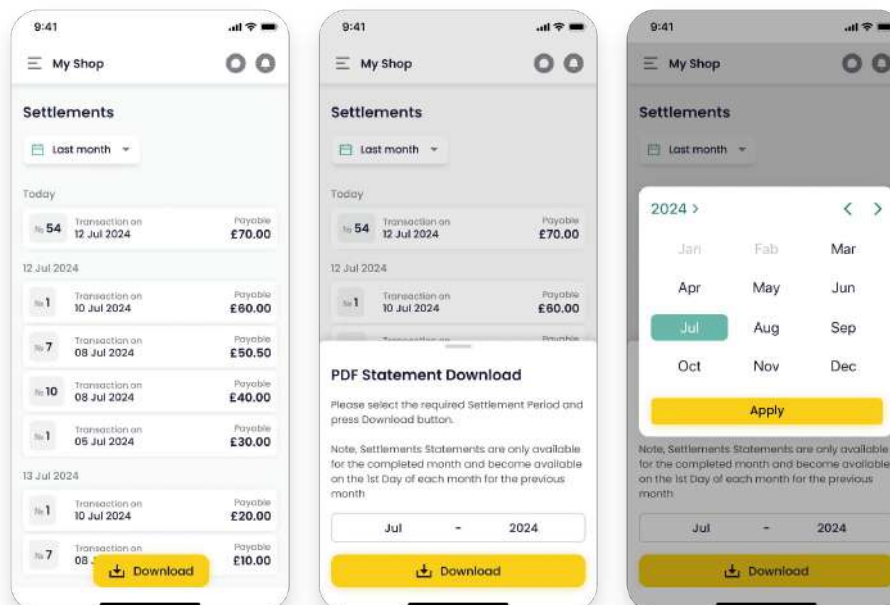 9:41
My Shop
Settlements
Last month
Today
№ 54
Transaction on
12 Jul 2024
Payable
£70.00
12 Jul 2024
№ 1
Transaction on
10 Jul 2024
Payable
£60.00
№ 7
Transaction on
08 Jul 2024
Payable
£50.50
№ 10
Transaction on
08 Jul 2024
Payable
£40.00
№ 1
Transaction on
05 Jul 2024
Payable
£30.00
13 Jul 2024
№ 1
Transaction on
10 Jul 2024
Payable
£20.00
№ 7
Transaction on
08
Payable
£10.00
Download
9:41
My Shop
Settlements
Last month
Today
№ 54
Transaction on
12 Jul 2024
Payable
£70.00
12 Jul 2024
№ 1
Transaction on
10 Jul 2024
Payable
£60.00
Transaction on
Payable
PDF Statement Download
Please select the required Settlement Period and
press Download button.
Note, Settlements Statements are only available
for the completed month and become available
on the 1st Day of each month for the previous
month
Jul - 2024
Download
9:41
My Shop
Settlements
Last month
2024 >
Jan Fab Mar
Apr May Jun
Jul Aug Sep
Oct Nov Dec
Apply
Note, Settlements Statements are only available
for the completed month and become available
on the 1st Day of each month for the previous
month
Jul - 2024
Download